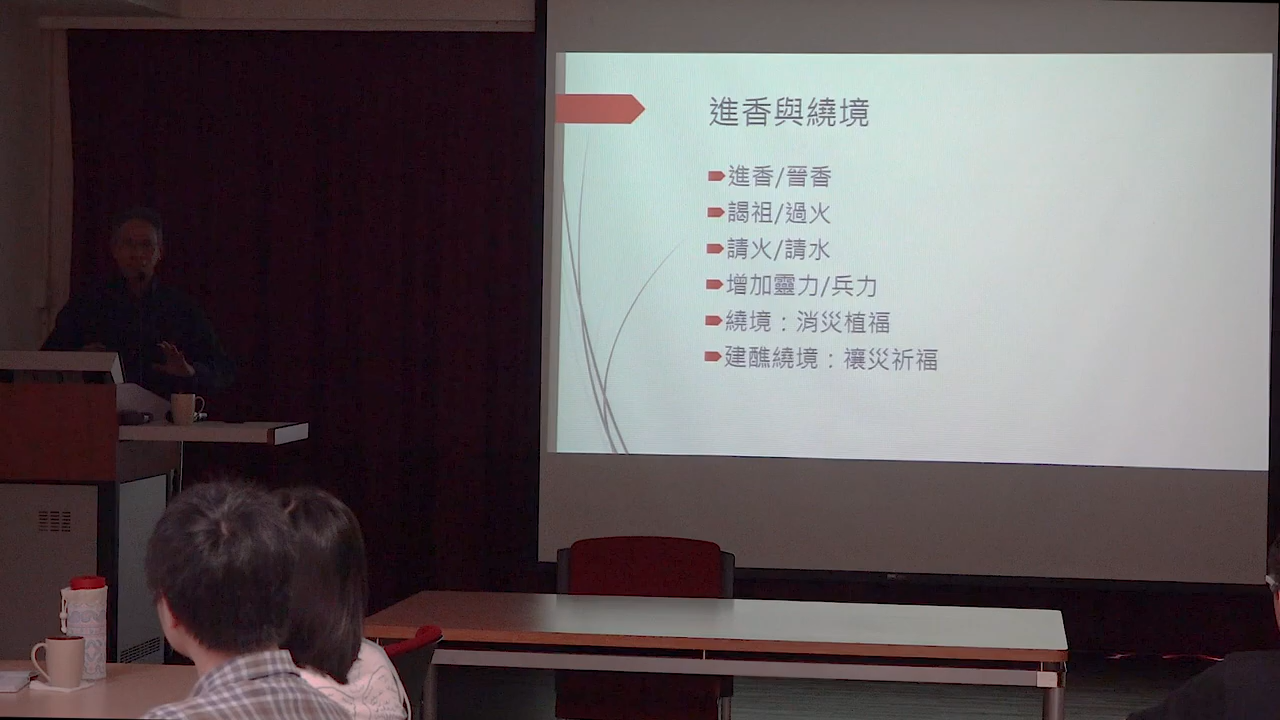 進香與繞境
進香/晉香
謁祖/過火
請火/請水
增加靈力/兵力
繞境：消災植福
建醮繞境：禳災祈福